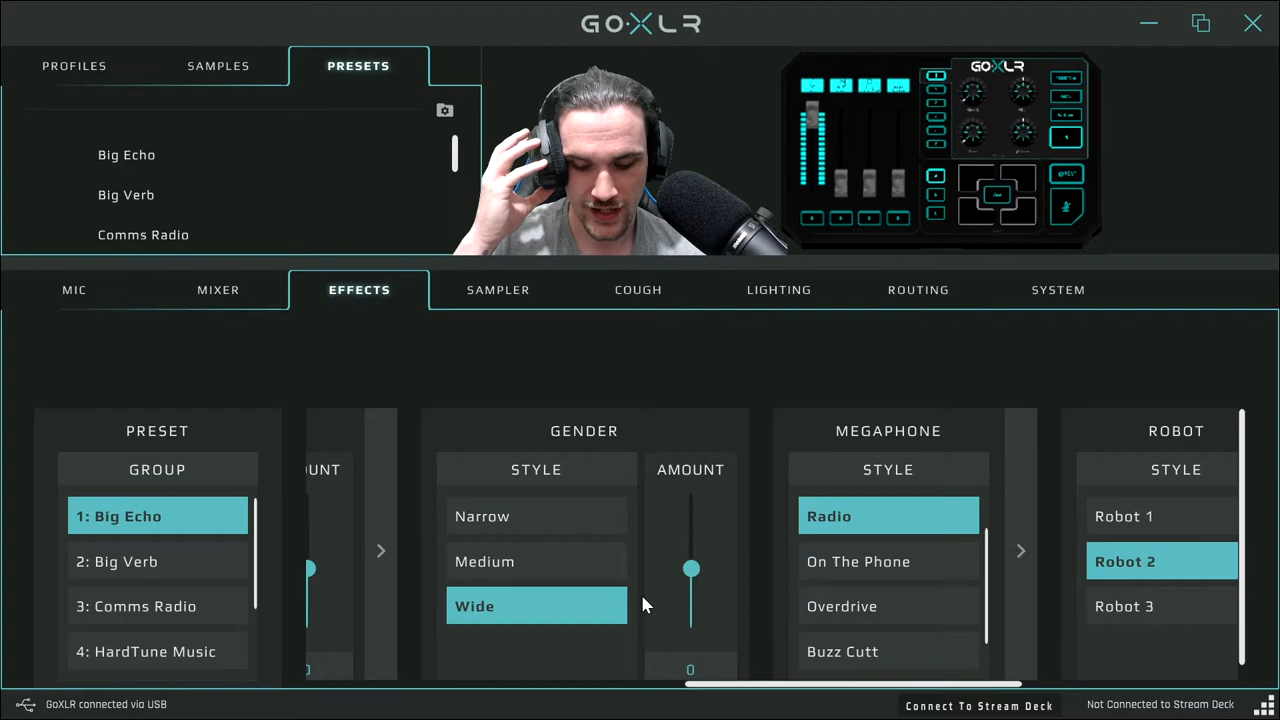 GO·XLR
PROFILES
SAMPLES
PRESETS
Big Echo
Big Verb
Comms Radio
GOXLR
MIC
MIXER
EFFECTS
SAMPLER
COUGH
LIGHTING
ROUTING
SYSTEM
PRESET
GROUP
1: Big Echo
2: Big Verb
3: Comms Radio
4: HardTune Music
UNT
0
GENDER
STYLE
AMOUNT
Narrow
Medium
Wide
0
MEGAPHONE
STYLE
Radio
On The Phone
Overdrive
Buzz Cutt
ROBOT
STYLE
Robot 1
Robot 2
Robot 3
GoXLR connected via USB
Connect To Stream Deck
Not Connected to Stream Deck